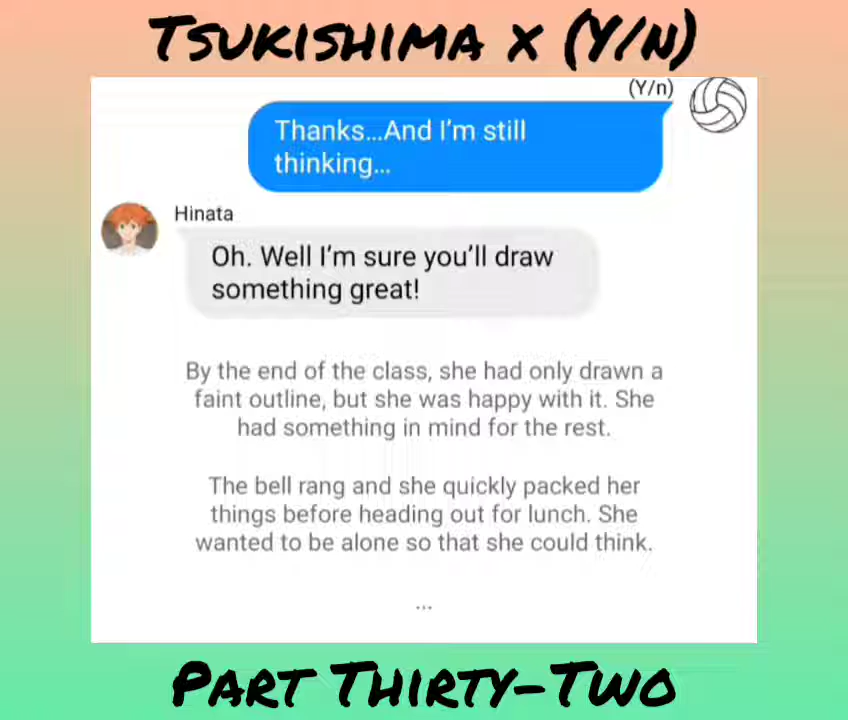 Tsukishima x (Y/n)
(Y/n)
Thanks...And I'm still
thinking...
Hinata
Oh. Well I'm sure you'll draw
something great!
By the end of the class, she had only drawn a
faint outline, but she was happy with it. She
had something in mind for the rest.
The bell rang and she quickly packed her
things before heading out for lunch. She
wanted to be alone so that she could think.
...
Part Thirty-Two